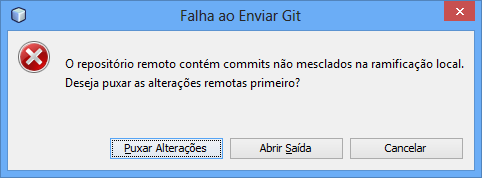 Falha ao Enviar Git
O repositório remoto contém commits não mesclados na ramificação local.
Deseja puxar as alterações remotas primeiro?
Puxar Alterações
Abrir Saída
Cancelar